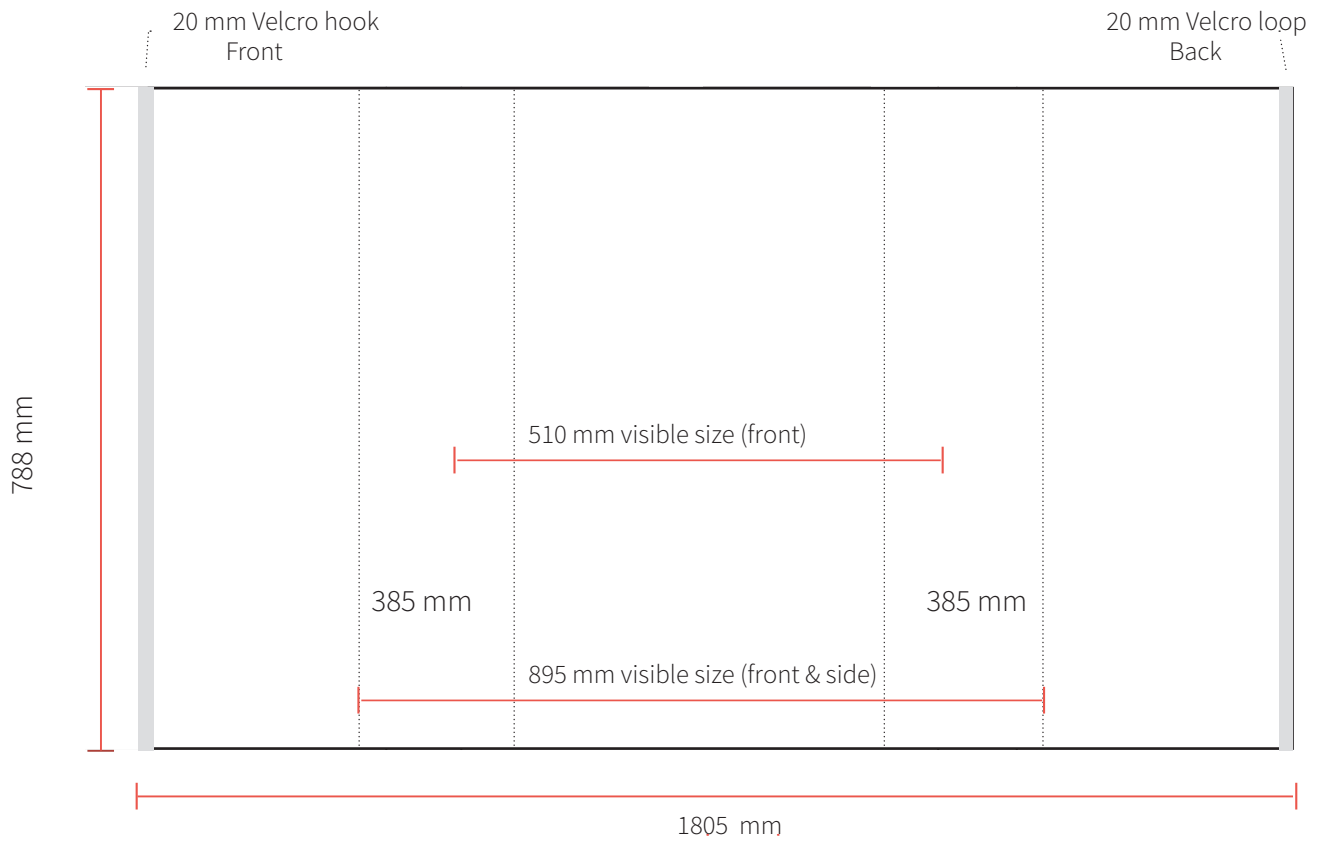 20 mm Velcro hook
Front
20 mm Velcro loop
Back
788 mm
510 mm visible size (front)
385 mm
385 mm
895 mm visible size (front & side)
1805 mm